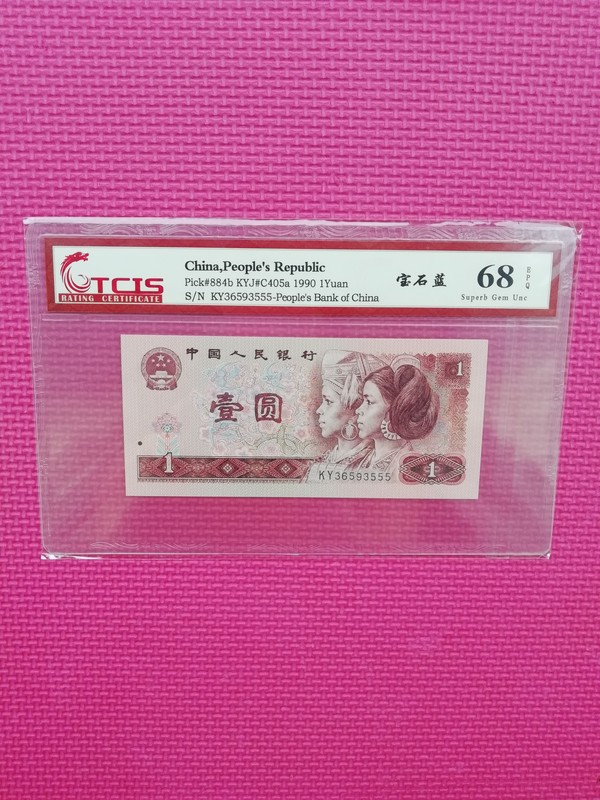 TCIS
RATING CERTIFICATE
China,People's Republic
Pick#884b KYJ#C405a 1990 1Yuan
S/N KY36593555-People's Bank of China
宝石蓝
68
EPQ
Superb Gem Unc
中国人民银行
1
壹圆
1
KY36593555
1